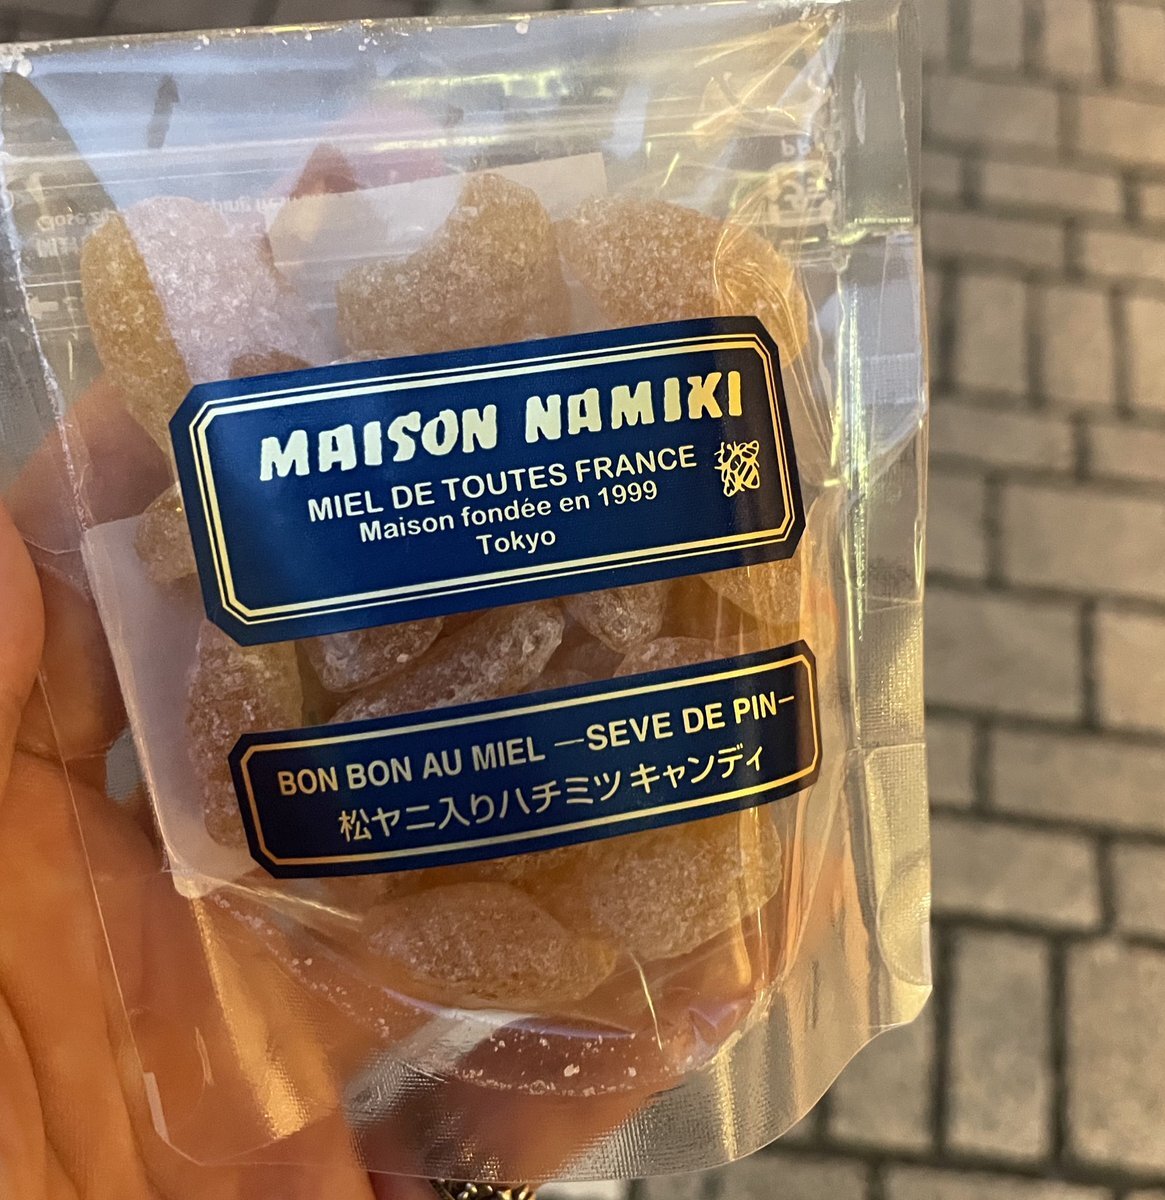 MAISON NAMIKI
MIEL DE TOUTES FRANCE
Maison fondée en 1999
Tokyo
BON BON AU MIEL —SEVE DE PIN—
松ヤニ入りハチミツ キャンディ